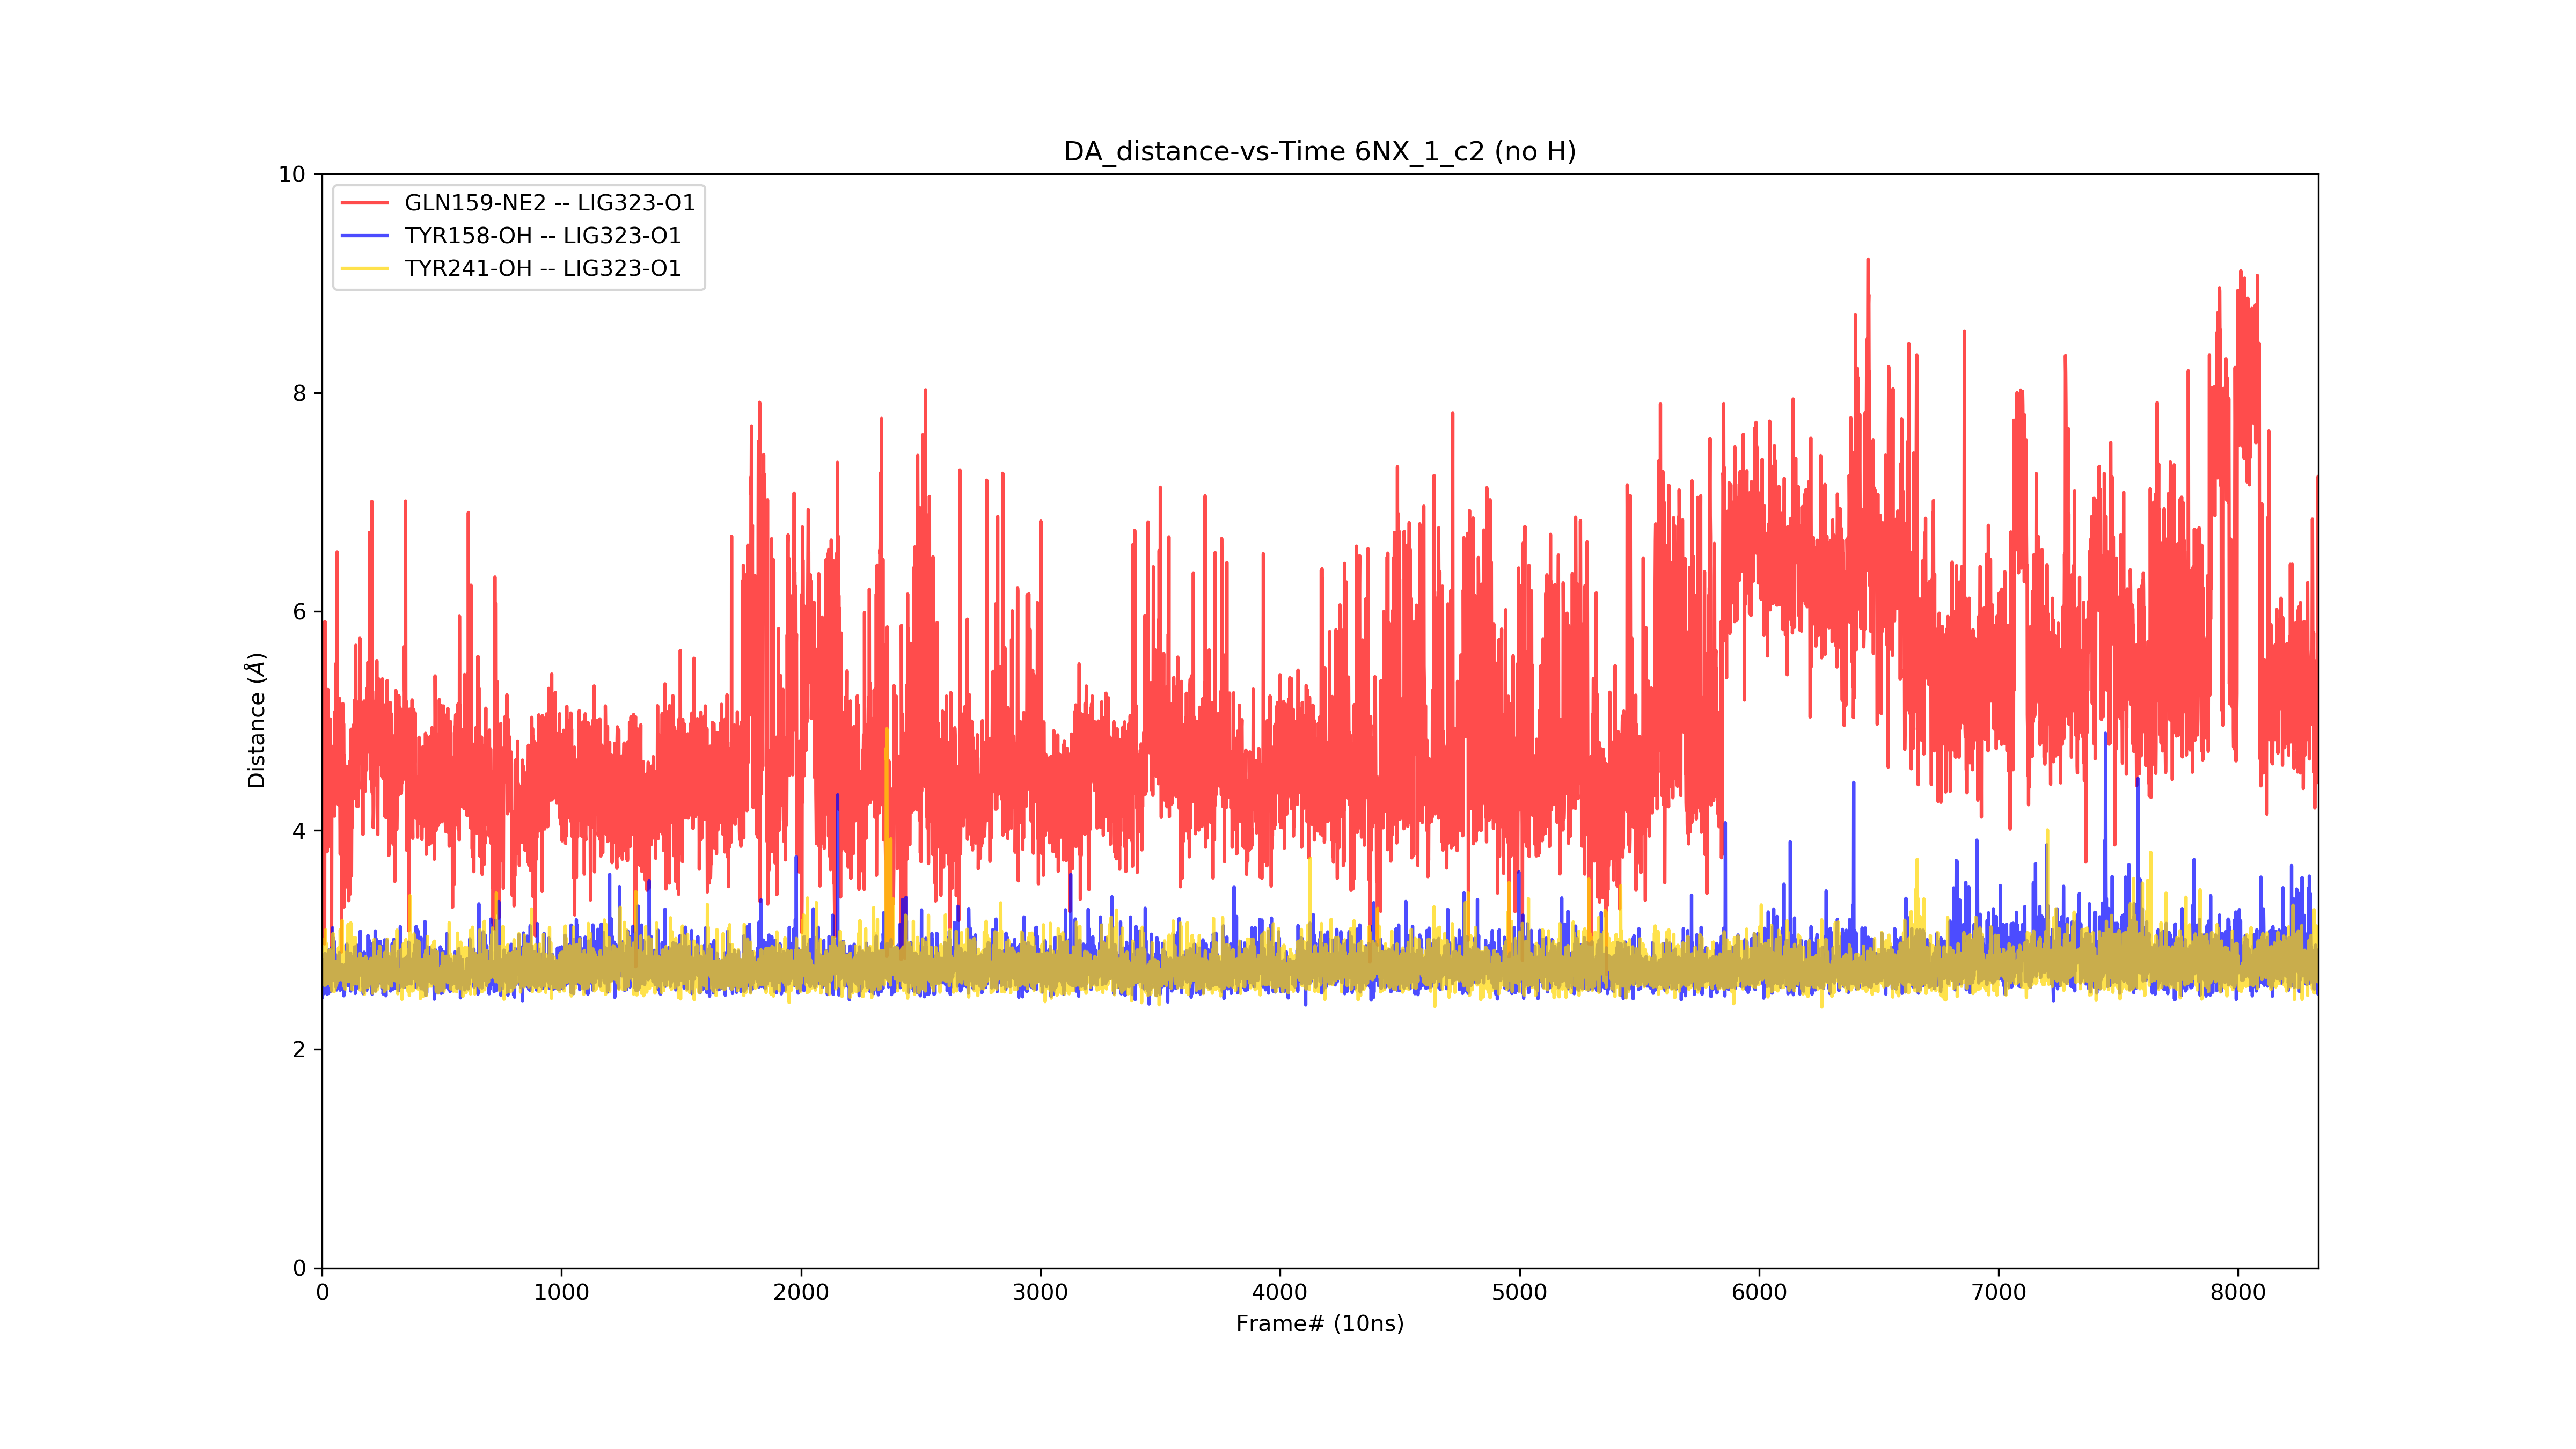 DA_distance-vs-Time 6NX_1_c2 (no H)
10
GLN159-NE2 -- LIG323-O1
TYR158-OH -- LIG323-O1
TYR241-OH -- LIG323-O1
8
6
Distance (Å)
4
2
0
0 1000 2000 3000 4000 5000 6000 7000 8000
Frame# (10ns)